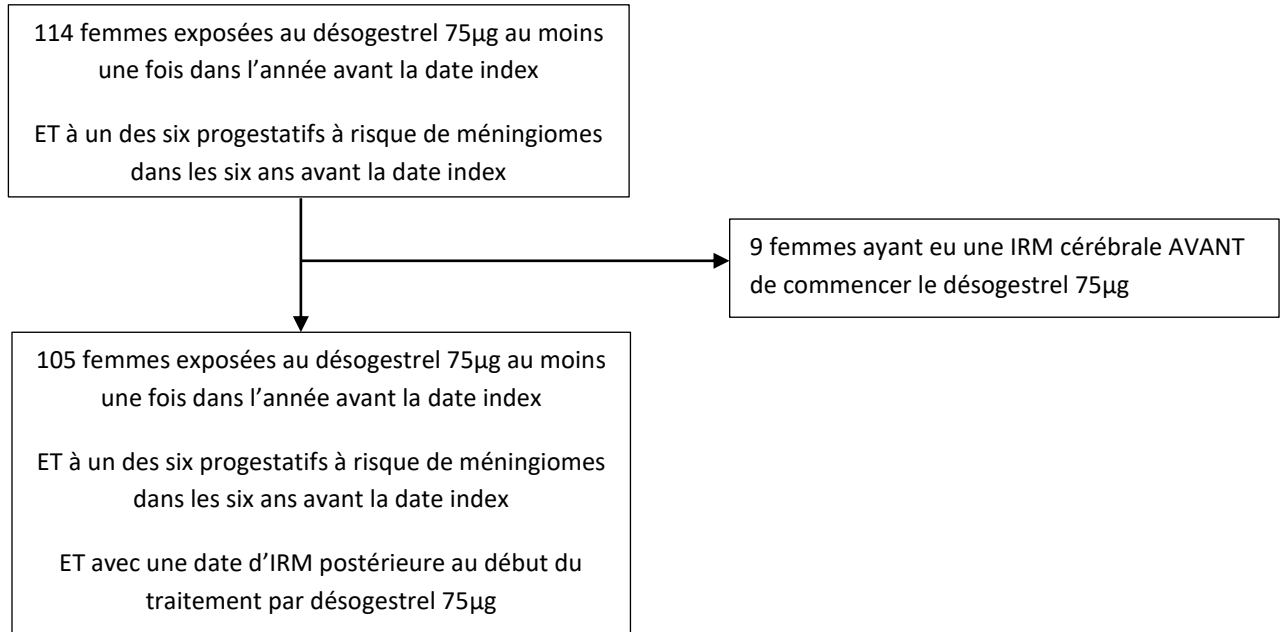 114 femmes exposées au désogestrel 75µg au moins
une fois dans l’année avant la date index
ET à un des six progestatifs à risque de méningiomes
dans les six ans avant la date index
9 femmes ayant eu une IRM cérébrale AVANT
de commencer le désogestrel 75µg
105 femmes exposées au désogestrel 75µg au moins
une fois dans l’année avant la date index
ET à un des six progestatifs à risque de méningiomes
dans les six ans avant la date index
ET avec une date d’IRM postérieure au début du
traitement par désogestrel 75µg